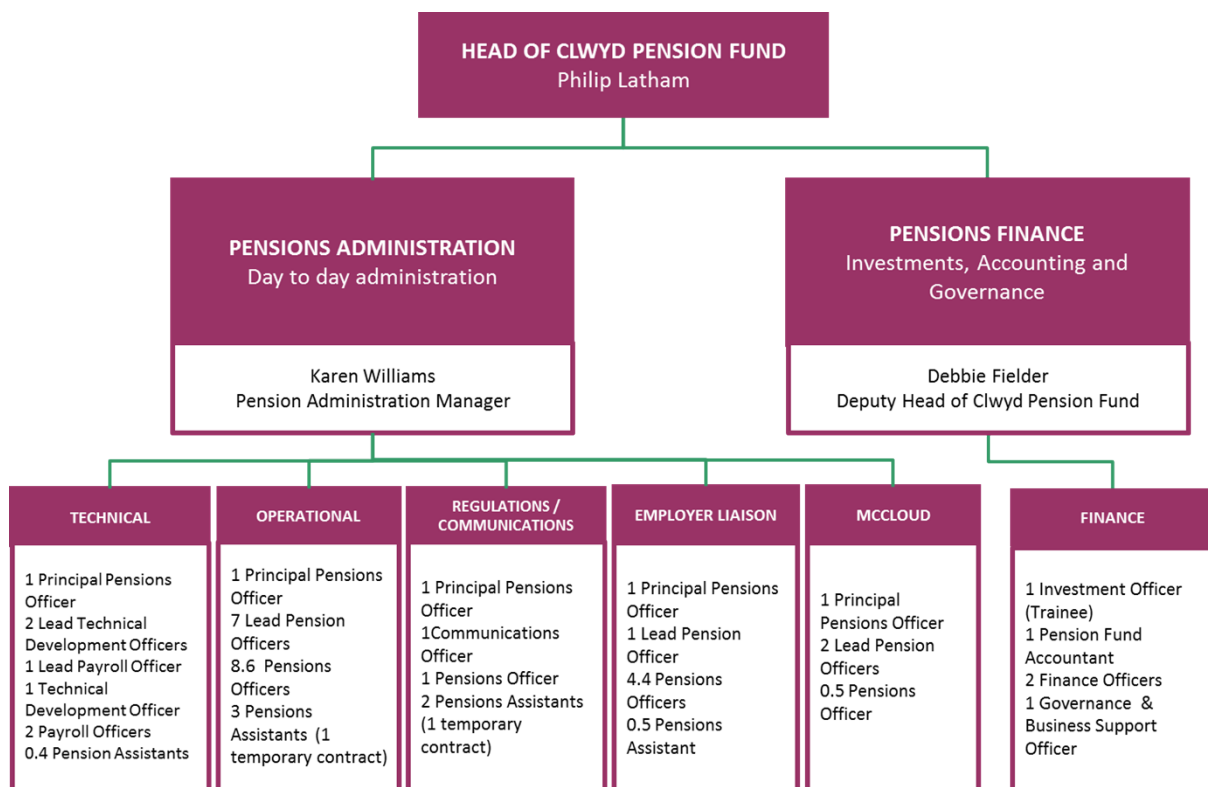 HEAD OF CLWYD PENSION FUND
Philip Latham
PENSIONS ADMINISTRATION
Day to day administration
Karen Williams
Pension Administration Manager
PENSIONS FINANCE
Investments, Accounting and
Governance
Debbie Fielder
Deputy Head of Clwyd Pension Fund
TECHNICAL
1 Principal Pensions
Officer
2 Lead Technical
Development Officers
1 Lead Payroll Officer
1 Technical
Development Officer
2 Payroll Officers
0.4 Pension Assistants
OPERATIONAL
1 Principal Pensions
Officer
7 Lead Pension
Officers
8.6 Pensions
Officers
3 Pensions
Assistants (1
temporary contract)
REGULATIONS /
COMMUNICATIONS
1 Principal Pensions
Officer
1Communications
Officer
1 Pensions Officer
2 Pensions Assistants
(1 temporary
contract)
EMPLOYER LIAISON
1 Principal Pensions
Officer
1 Lead Pension
Officer
4.4 Pensions
Officers
0.5 Pensions
Assistant
MCCLOUD
1 Principal
Pensions Officer
2 Lead Pension
Officers
0.5 Pensions
Officer
FINANCE
1 Investment Officer
(Trainee)
1 Pension Fund
Accountant
2 Finance Officers
1 Governance &
Business Support
Officer